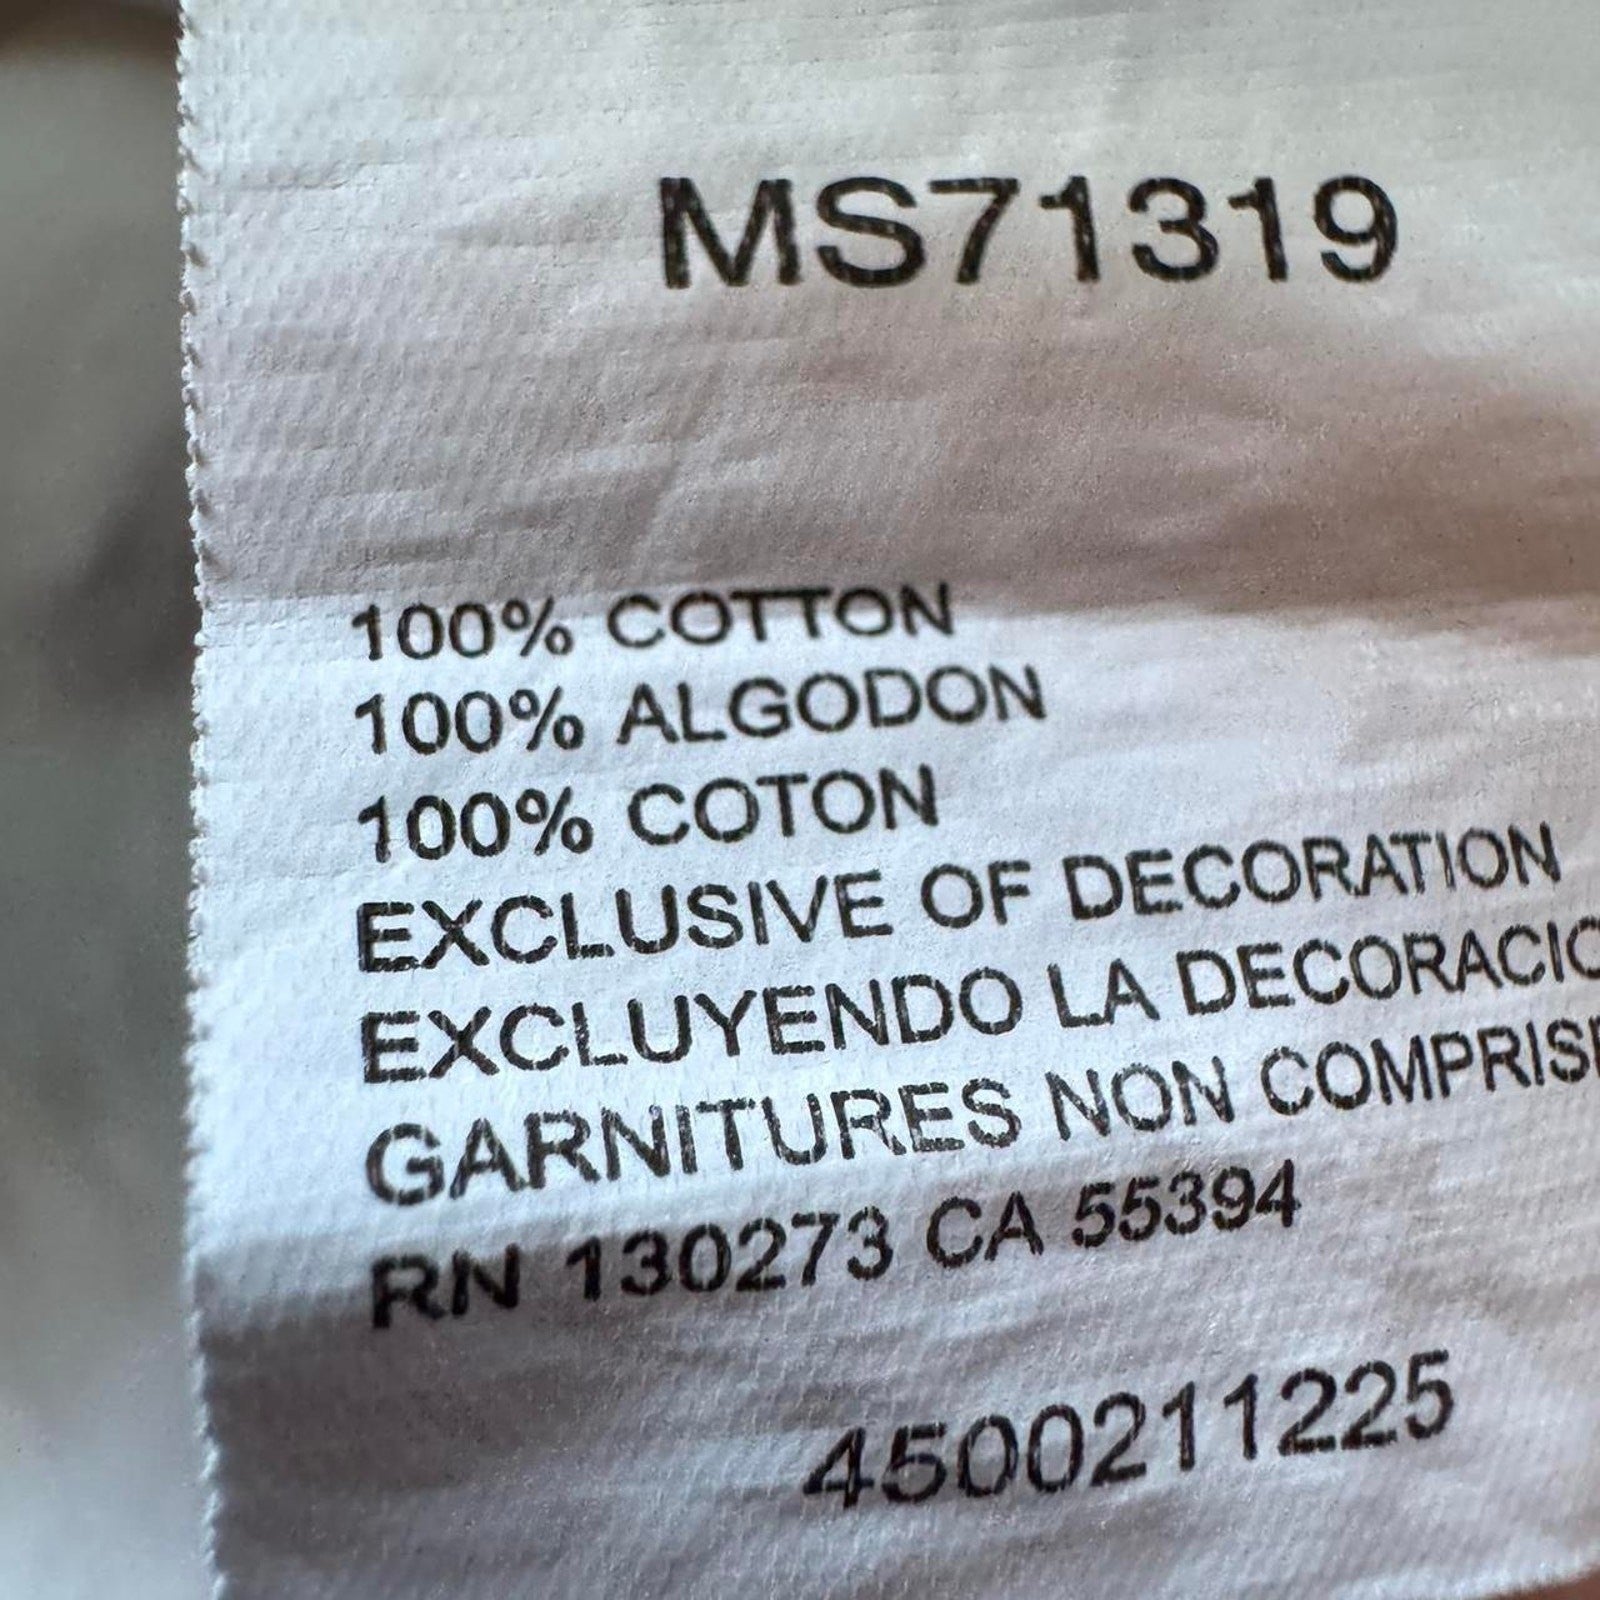 MS71319
100% COTTON
100% ALGODON
100% COTON
EXCLUSIVE OF DECORATION
EXCLUYENDO LA DECORACIO
GARNITURES NON COMPRIS
RN 130273 CA 55394
4500211225